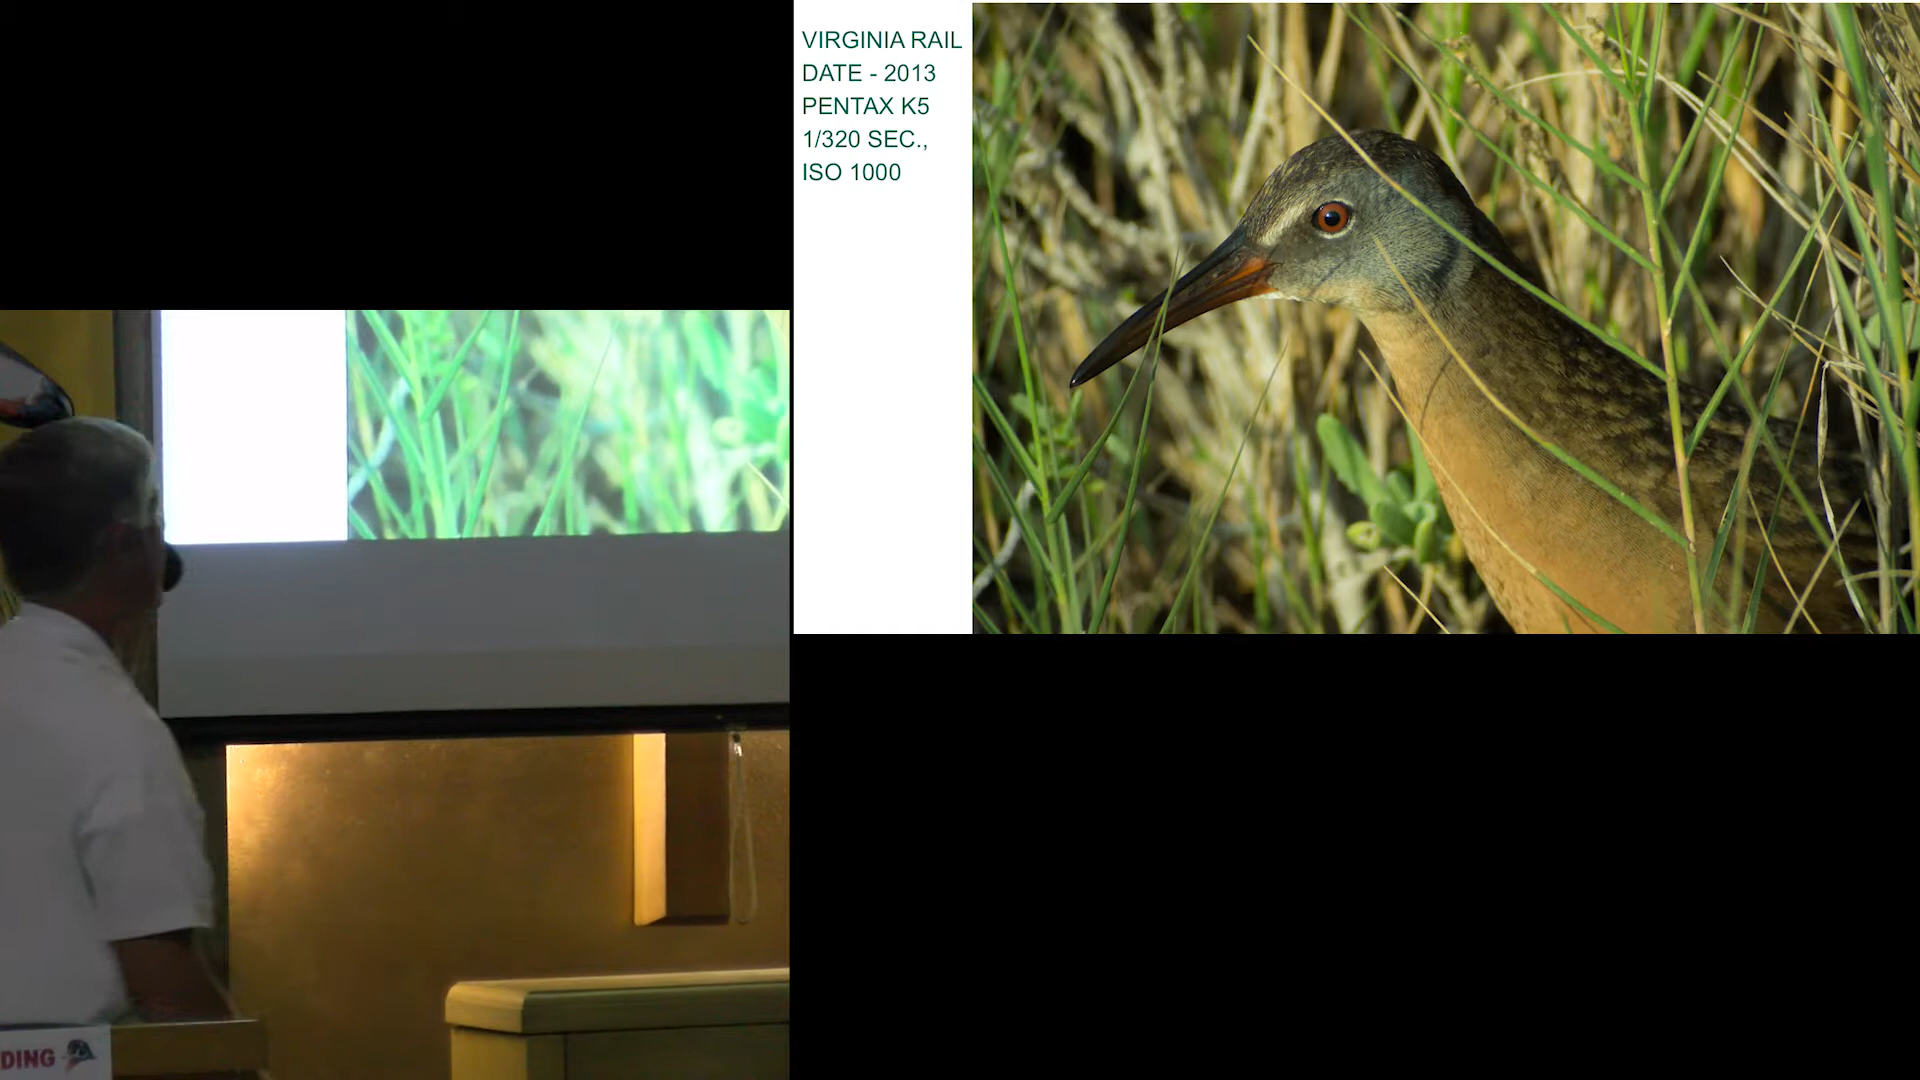 VIRGINIA RAIL
DATE - 2013
PENTAX K5
1/320 SEC.,
ISO 1000
DING